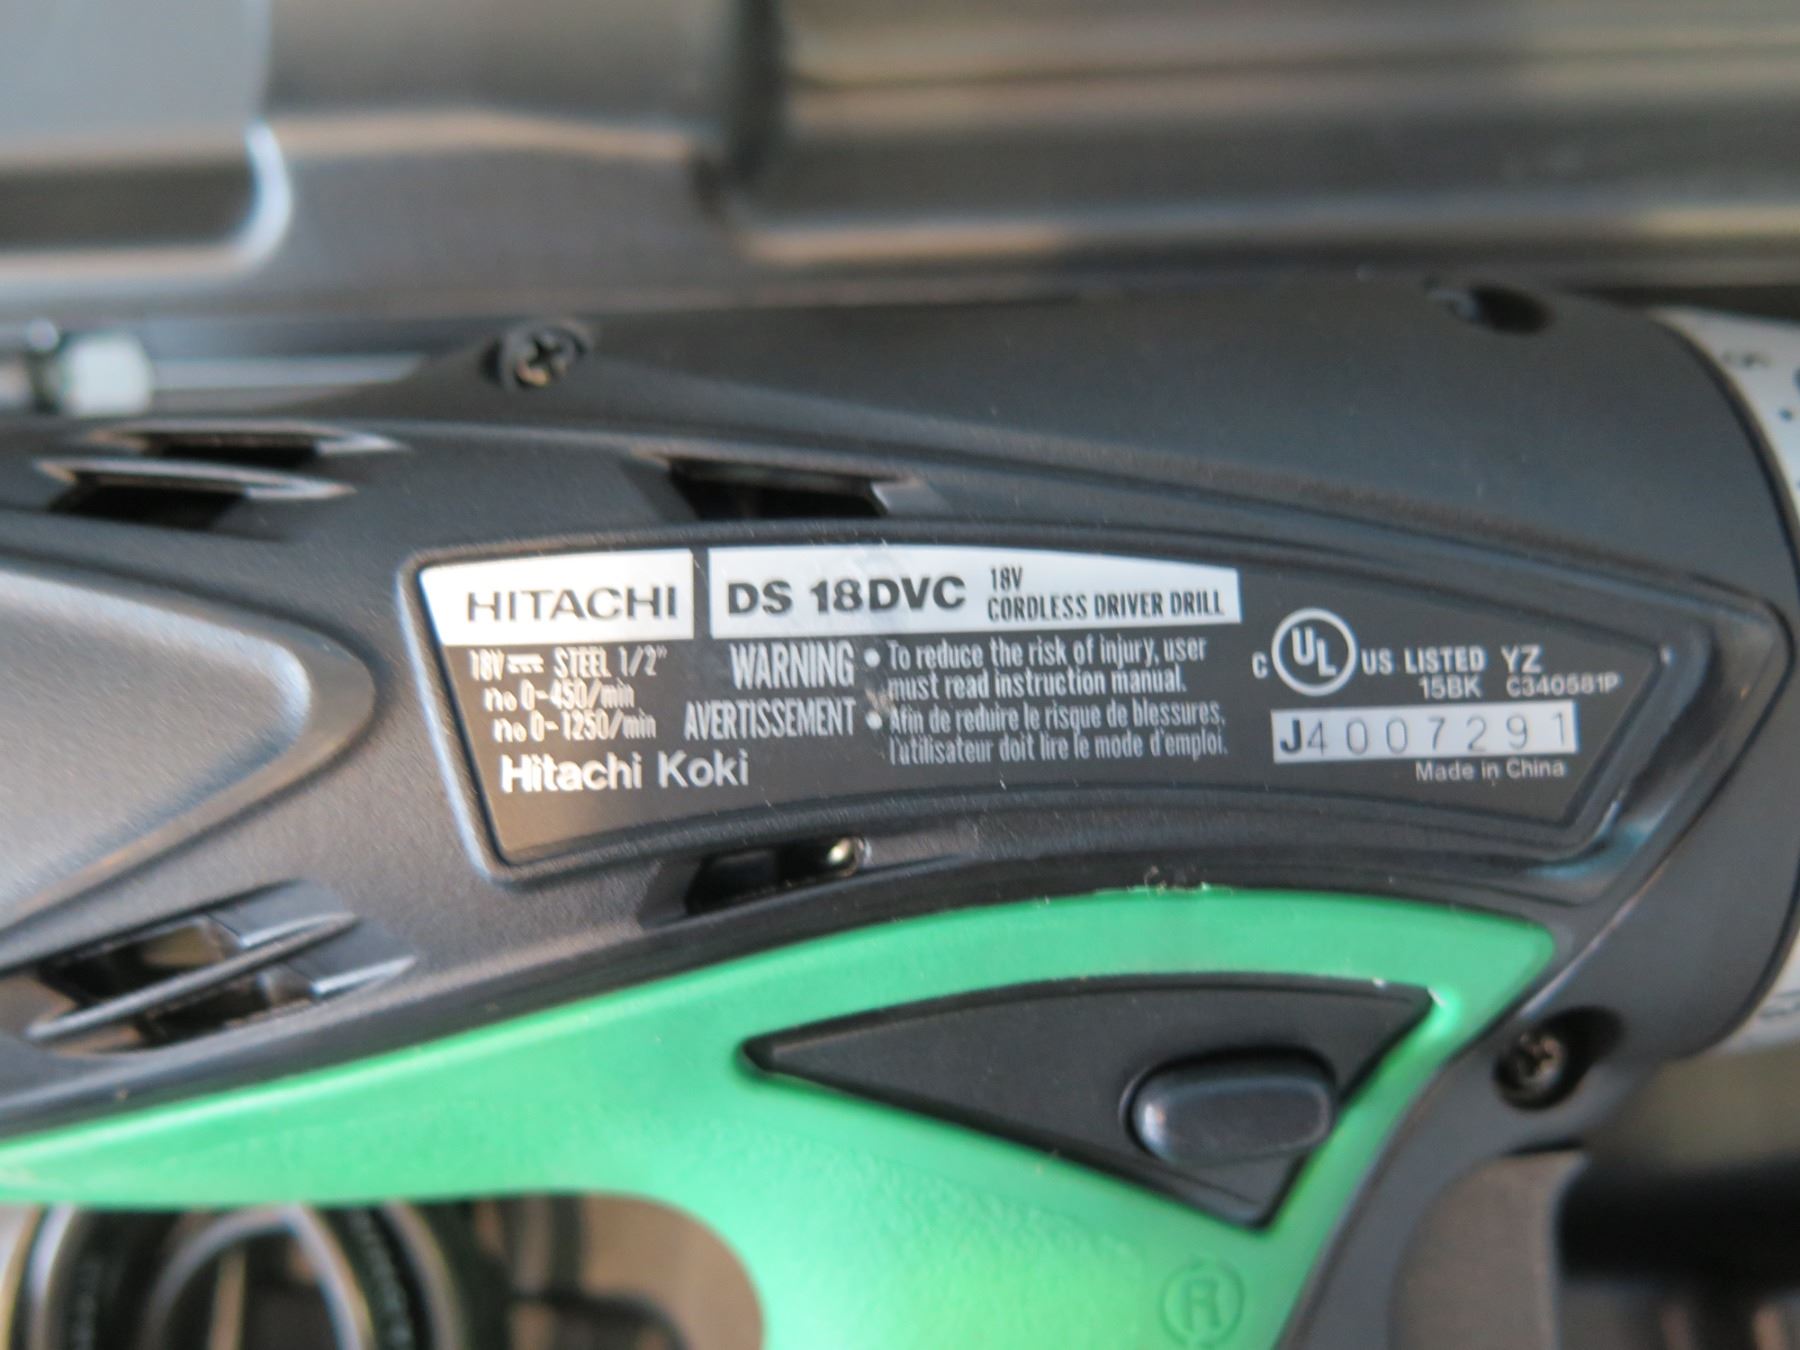 HITACHI
DS 18DVC
18V
CORDLESS DRIVER DRILL
18V STEEL 1/2"
no 0-450/min
no 0-1250/min
Hitachi Koki
WARNING • To reduce the risk of injury, user
must read instruction manual.
AVERTISSEMENT • Afin de reduire le risque de blessures,
l'utilisateur doit lire le mode d'emploi.
C UL US LISTED YZ
15BK C340581P
J4007291
Made in China
R